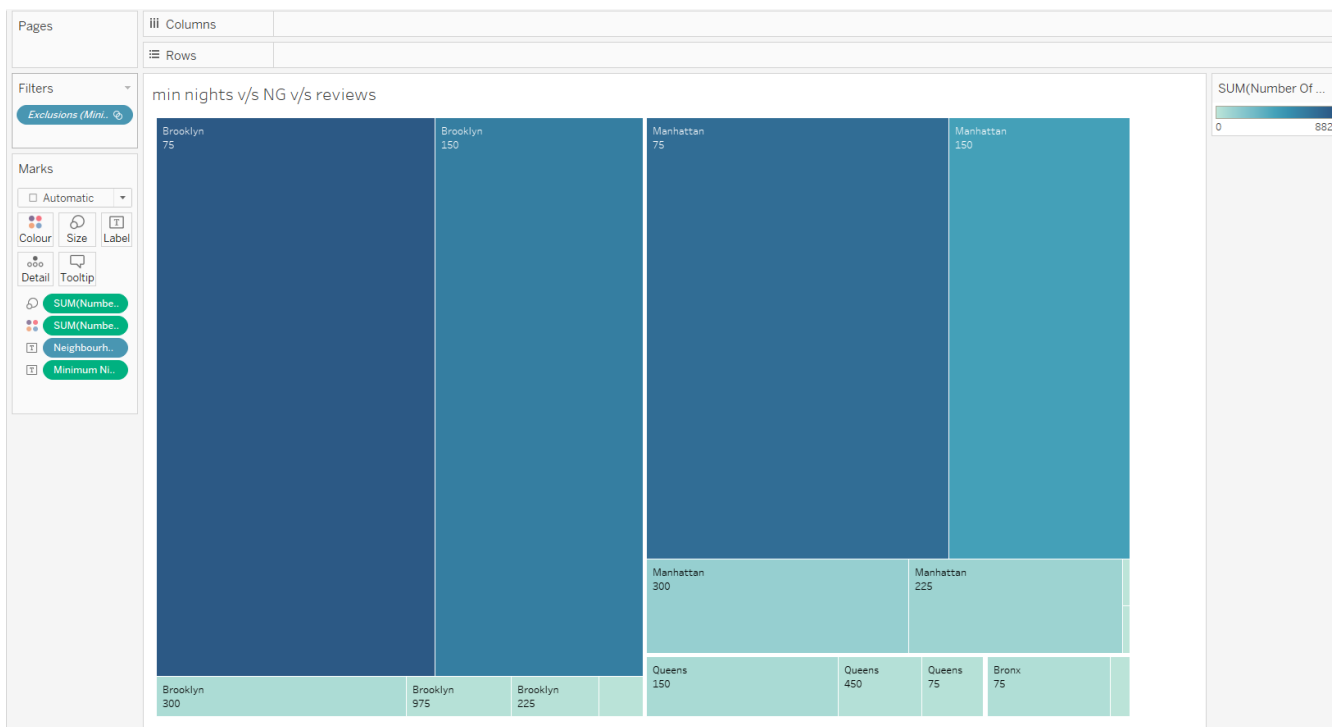 Pages
Columns
Rows
Filters
Exclusions (Mini..
Marks
Automatic
Colour
Size
Label
Detail
Tooltip
SUM(Numbe..
SUM(Numbe..
Neighbourh..
Minimum Ni..
min nights v/s NG v/s reviews
Brooklyn
75
Brooklyn
150
Manhattan
75
Manhattan
150
Manhattan
300
Manhattan
225
Brooklyn
300
Brooklyn
975
Brooklyn
225
Queens
150
Queens
450
Queens
75
Bronx
75
SUM(Number Of ...
0
882